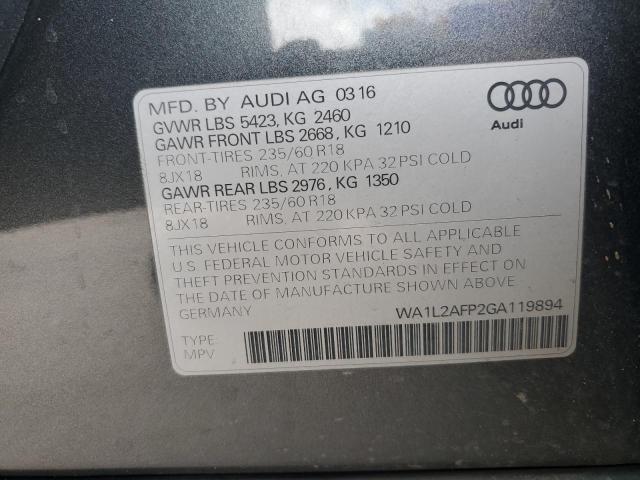 MFD. BY AUDI AG 03 16
GVWR LBS 5423, KG 2460
GAWR FRONT LBS 2668, KG 1210
FRONT-TIRES 235/60 R18
8JX18 RIMS, AT 220 KPA 32 PSI COLD
GAWR REAR LBS 2976, KG 1350
REAR-TIRES 235/60 R18
8JX18 RIMS, AT 220 KPA 32 PSI COLD
THIS VEHICLE CONFORMS TO ALL APPLICABLE
U.S. FEDERAL MOTOR VEHICLE SAFETY AND
THEFT PREVENTION STANDARDS IN EFFECT ON
THE DATE OF MANUFACTURE SHOWN ABOVE
GERMANY
WA1L2AFP2GA119894
TYPE:
MPV
Audi